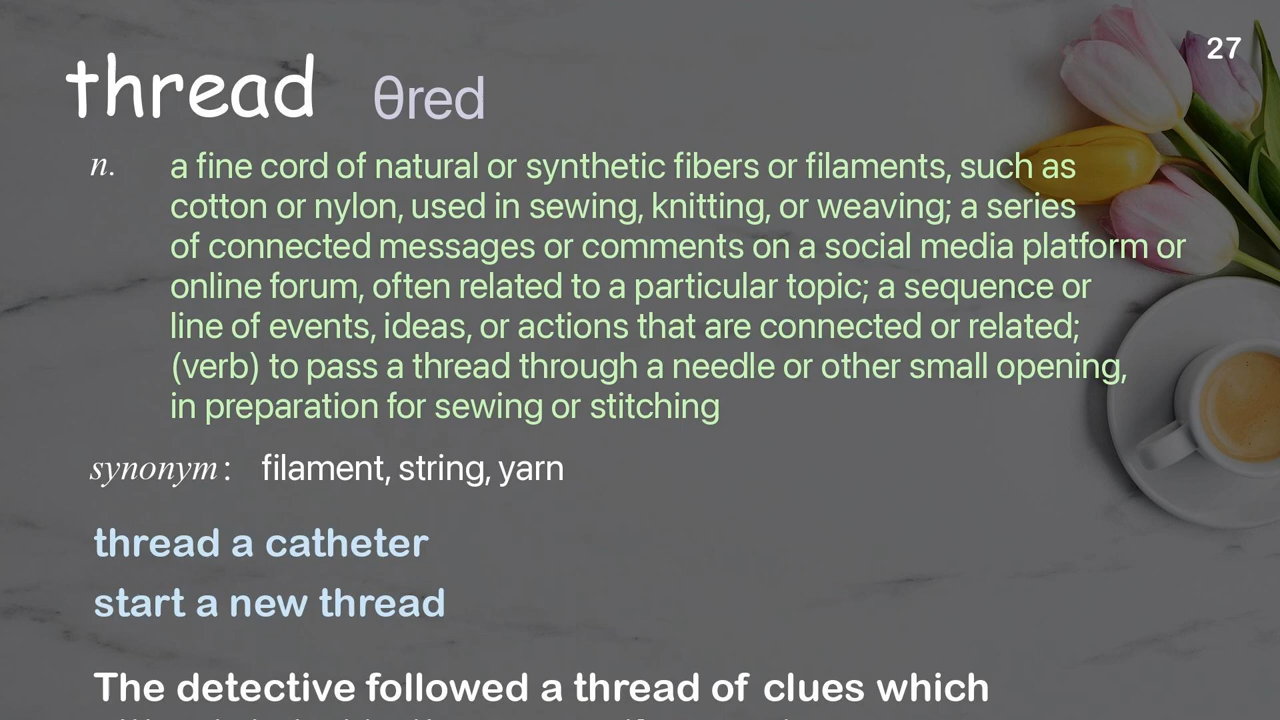 27
thread θred
n. a fine cord of natural or synthetic fibers or filaments, such as
cotton or nylon, used in sewing, knitting, or weaving; a series
of connected messages or comments on a social media platform or
online forum, often related to a particular topic; a sequence or
line of events, ideas, or actions that are connected or related;
(verb) to pass a thread through a needle or other small opening,
in preparation for sewing or stitching
synonym: filament, string, yarn
thread a catheter
start a new thread
The detective followed a thread of clues which